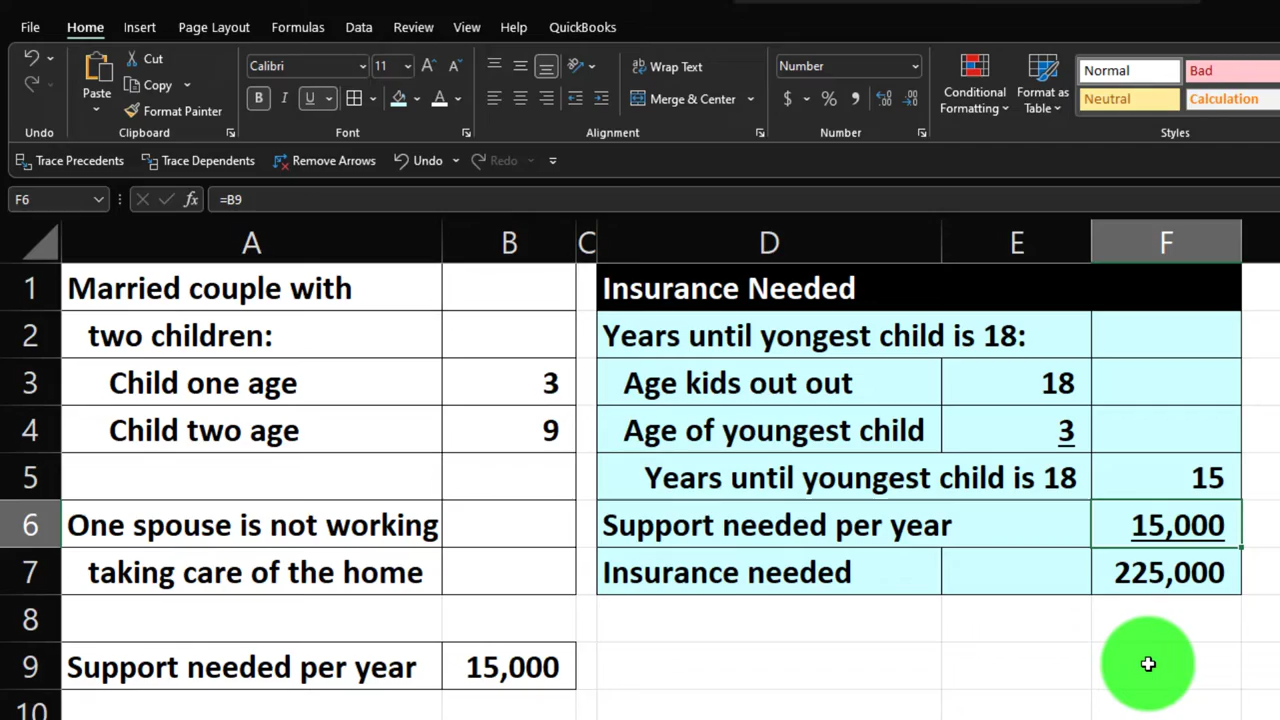 File Home Insert Page Layout Formulas Data Review View Help QuickBooks
Cut
Copy
Format Painter
Paste
Undo
Clipboard
Calibri 11 A A
B I U A
Font
Wrap Text
Merge & Center
Alignment
Number
$ % ,
Number
Conditional
Formatting
Format as
Table
Normal Bad
Neutral Calculation
Styles
Trace Precedents Trace Dependents Remove Arrows Undo Redo
F6 fx =B9
A B C D E F
1 Married couple with Insurance Needed
2 two children: Years until yongest child is 18:
3 Child one age 3 Age kids out out 18
4 Child two age 9 Age of youngest child 3
5 Years until youngest child is 18 15
6 One spouse is not working Support needed per year 15,000
7 taking care of the home Insurance needed 225,000
8
9 Support needed per year 15,000
10